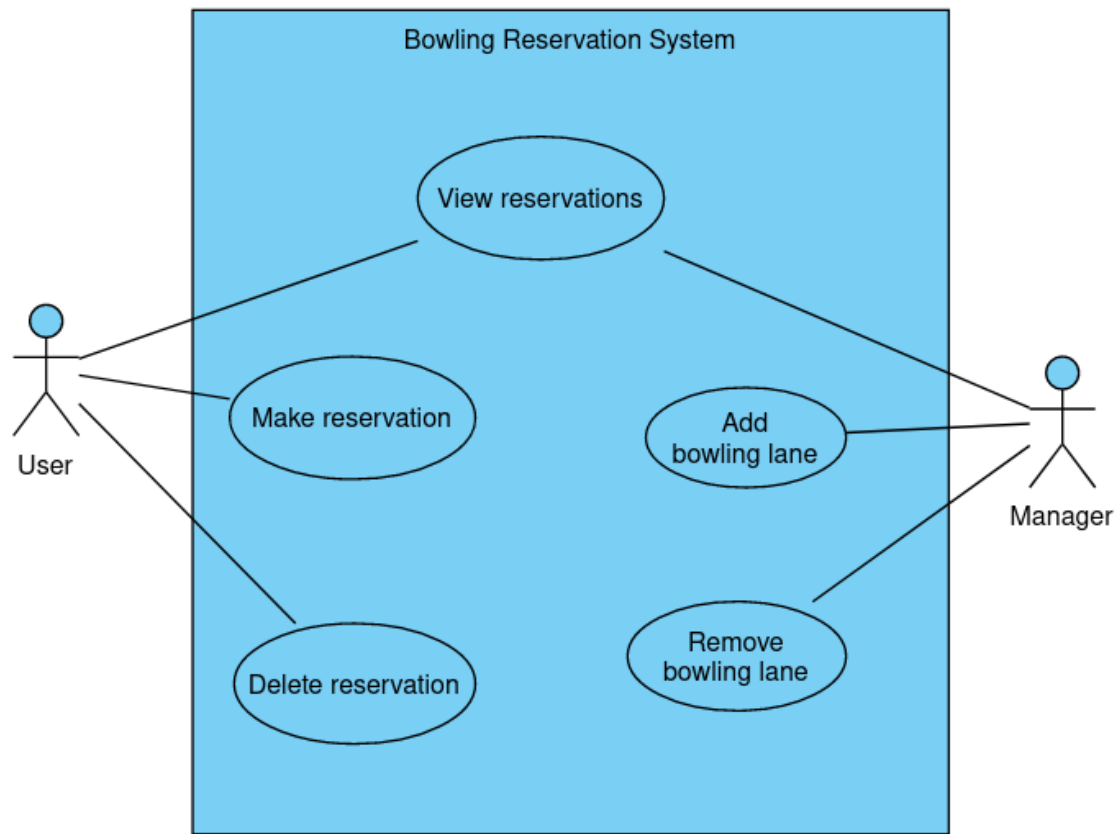 Bowling Reservation System
View reservations
User
Make reservation
Add
bowling lane
Manager
Delete reservation
Remove
bowling lane